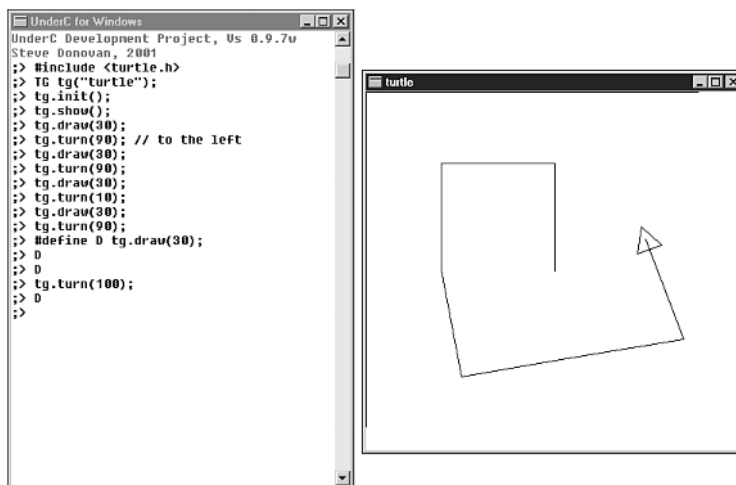 UnderC for Windows
UnderC Development Project, Vs 0.9.7w
Steve Donovan, 2001
;> #include <turtle.h>
;> TG tg("turtle");
;> tg.init();
;> tg.show();
;> tg.draw(30);
;> tg.turn(90); // to the left
;> tg.draw(30);
;> tg.turn(90);
;> tg.draw(30);
;> tg.turn(10);
;> tg.draw(30);
;> tg.turn(90);
;> #define D tg.draw(30);
;> D
;> D
;> tg.turn(100);
;> D
;>
turtle